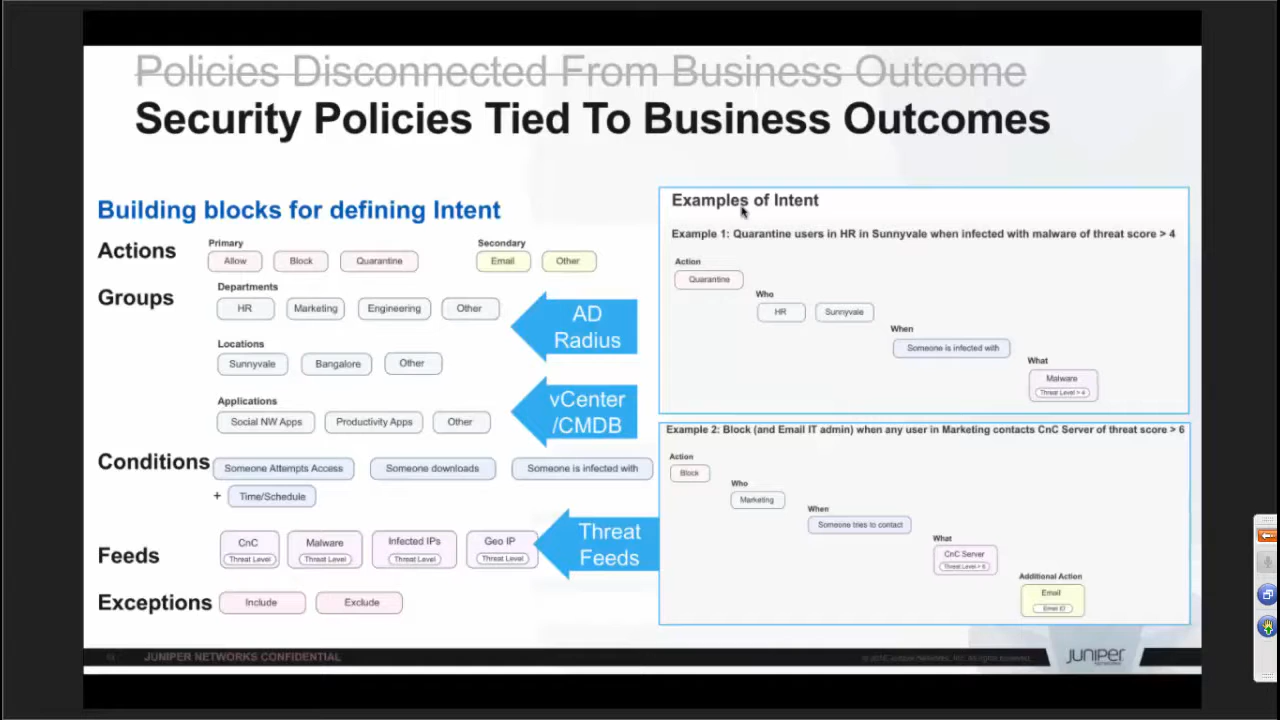 Policies Disconnected From Business Outcome
Security Policies Tied To Business Outcomes
Building blocks for defining Intent
Actions
Primary
Allow
Block
Quarantine
Secondary
Email
Other
Groups
Departments
HR
Marketing
Engineering
Other
Locations
Sunnyvale
Bangalore
Other
Applications
Social NW Apps
Productivity Apps
Other
AD
Radius
vCenter
/CMDB
Conditions
Someone Attempts Access
Someone downloads
Someone is infected with
+
Time/Schedule
Feeds
CnC
Threat Level
Malware
Threat Level
Infected IPs
Threat Level
Geo IP
Threat Level
Threat
Feeds
Exceptions
Include
Exclude
Examples of Intent
Example 1: Quarantine users in HR in Sunnyvale when infected with malware of threat score > 4
Action
Quarantine
Who
HR
Sunnyvale
When
Someone is infected with
What
Malware
Threat Level > 4
Example 2: Block (and Email IT admin) when any user in Marketing contacts CnC Server of threat score > 6
Action
Block
Who
Marketing
When
Someone tries to contact
What
CnC Server
Threat Level > 6
Additional Action
Email
Email ID
JUNIPER NETWORKS CONFIDENTIAL
Juniper Networks, Inc. All rights reserved.
JUNIPER
NETWORKS